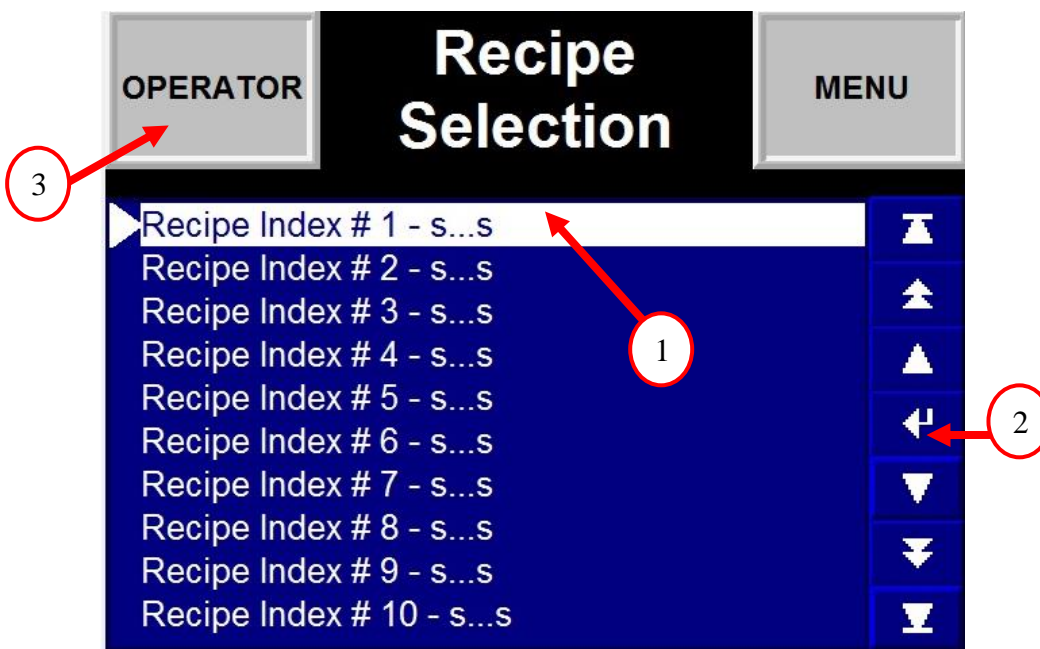 OPERATOR
Recipe
Selection
MENU
3
Recipe Index # 1 - s...s
Recipe Index # 2 - s...s
Recipe Index # 3 - s...s
1
Recipe Index # 4 - s...s
Recipe Index # 5 - s...s
2
Recipe Index # 6 - s...s
Recipe Index # 7 - s...s
Recipe Index # 8 - s...s
Recipe Index # 9 - s...s
Recipe Index # 10 - s...s